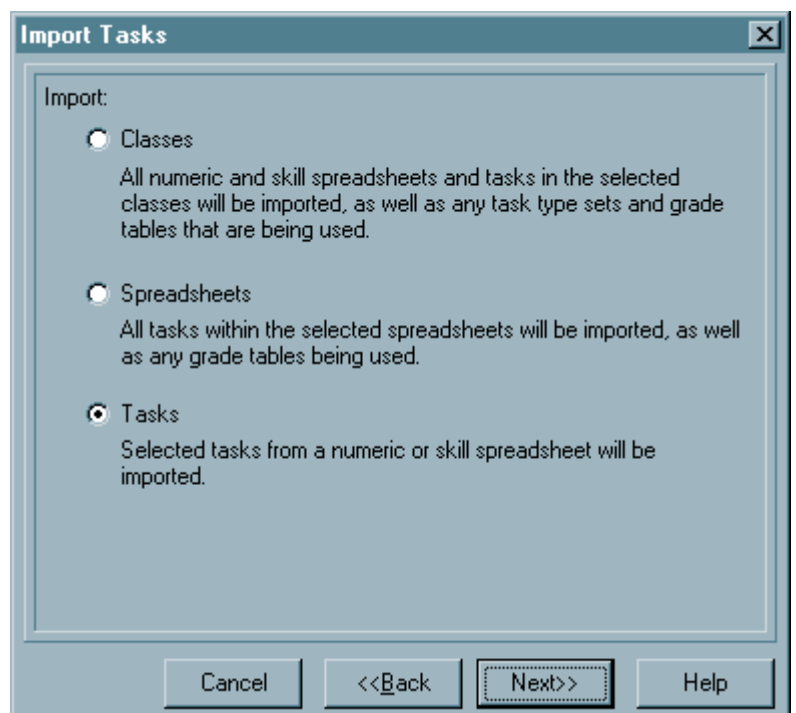 Import Tasks
Import:
Classes
All numeric and skill spreadsheets and tasks in the selected
classes will be imported, as well as any task type sets and grade
tables that are being used.
Spreadsheets
All tasks within the selected spreadsheets will be imported, as well
as any grade tables being used.
Tasks
Selected tasks from a numeric or skill spreadsheet will be
imported.
Cancel <<Back Next>> Help